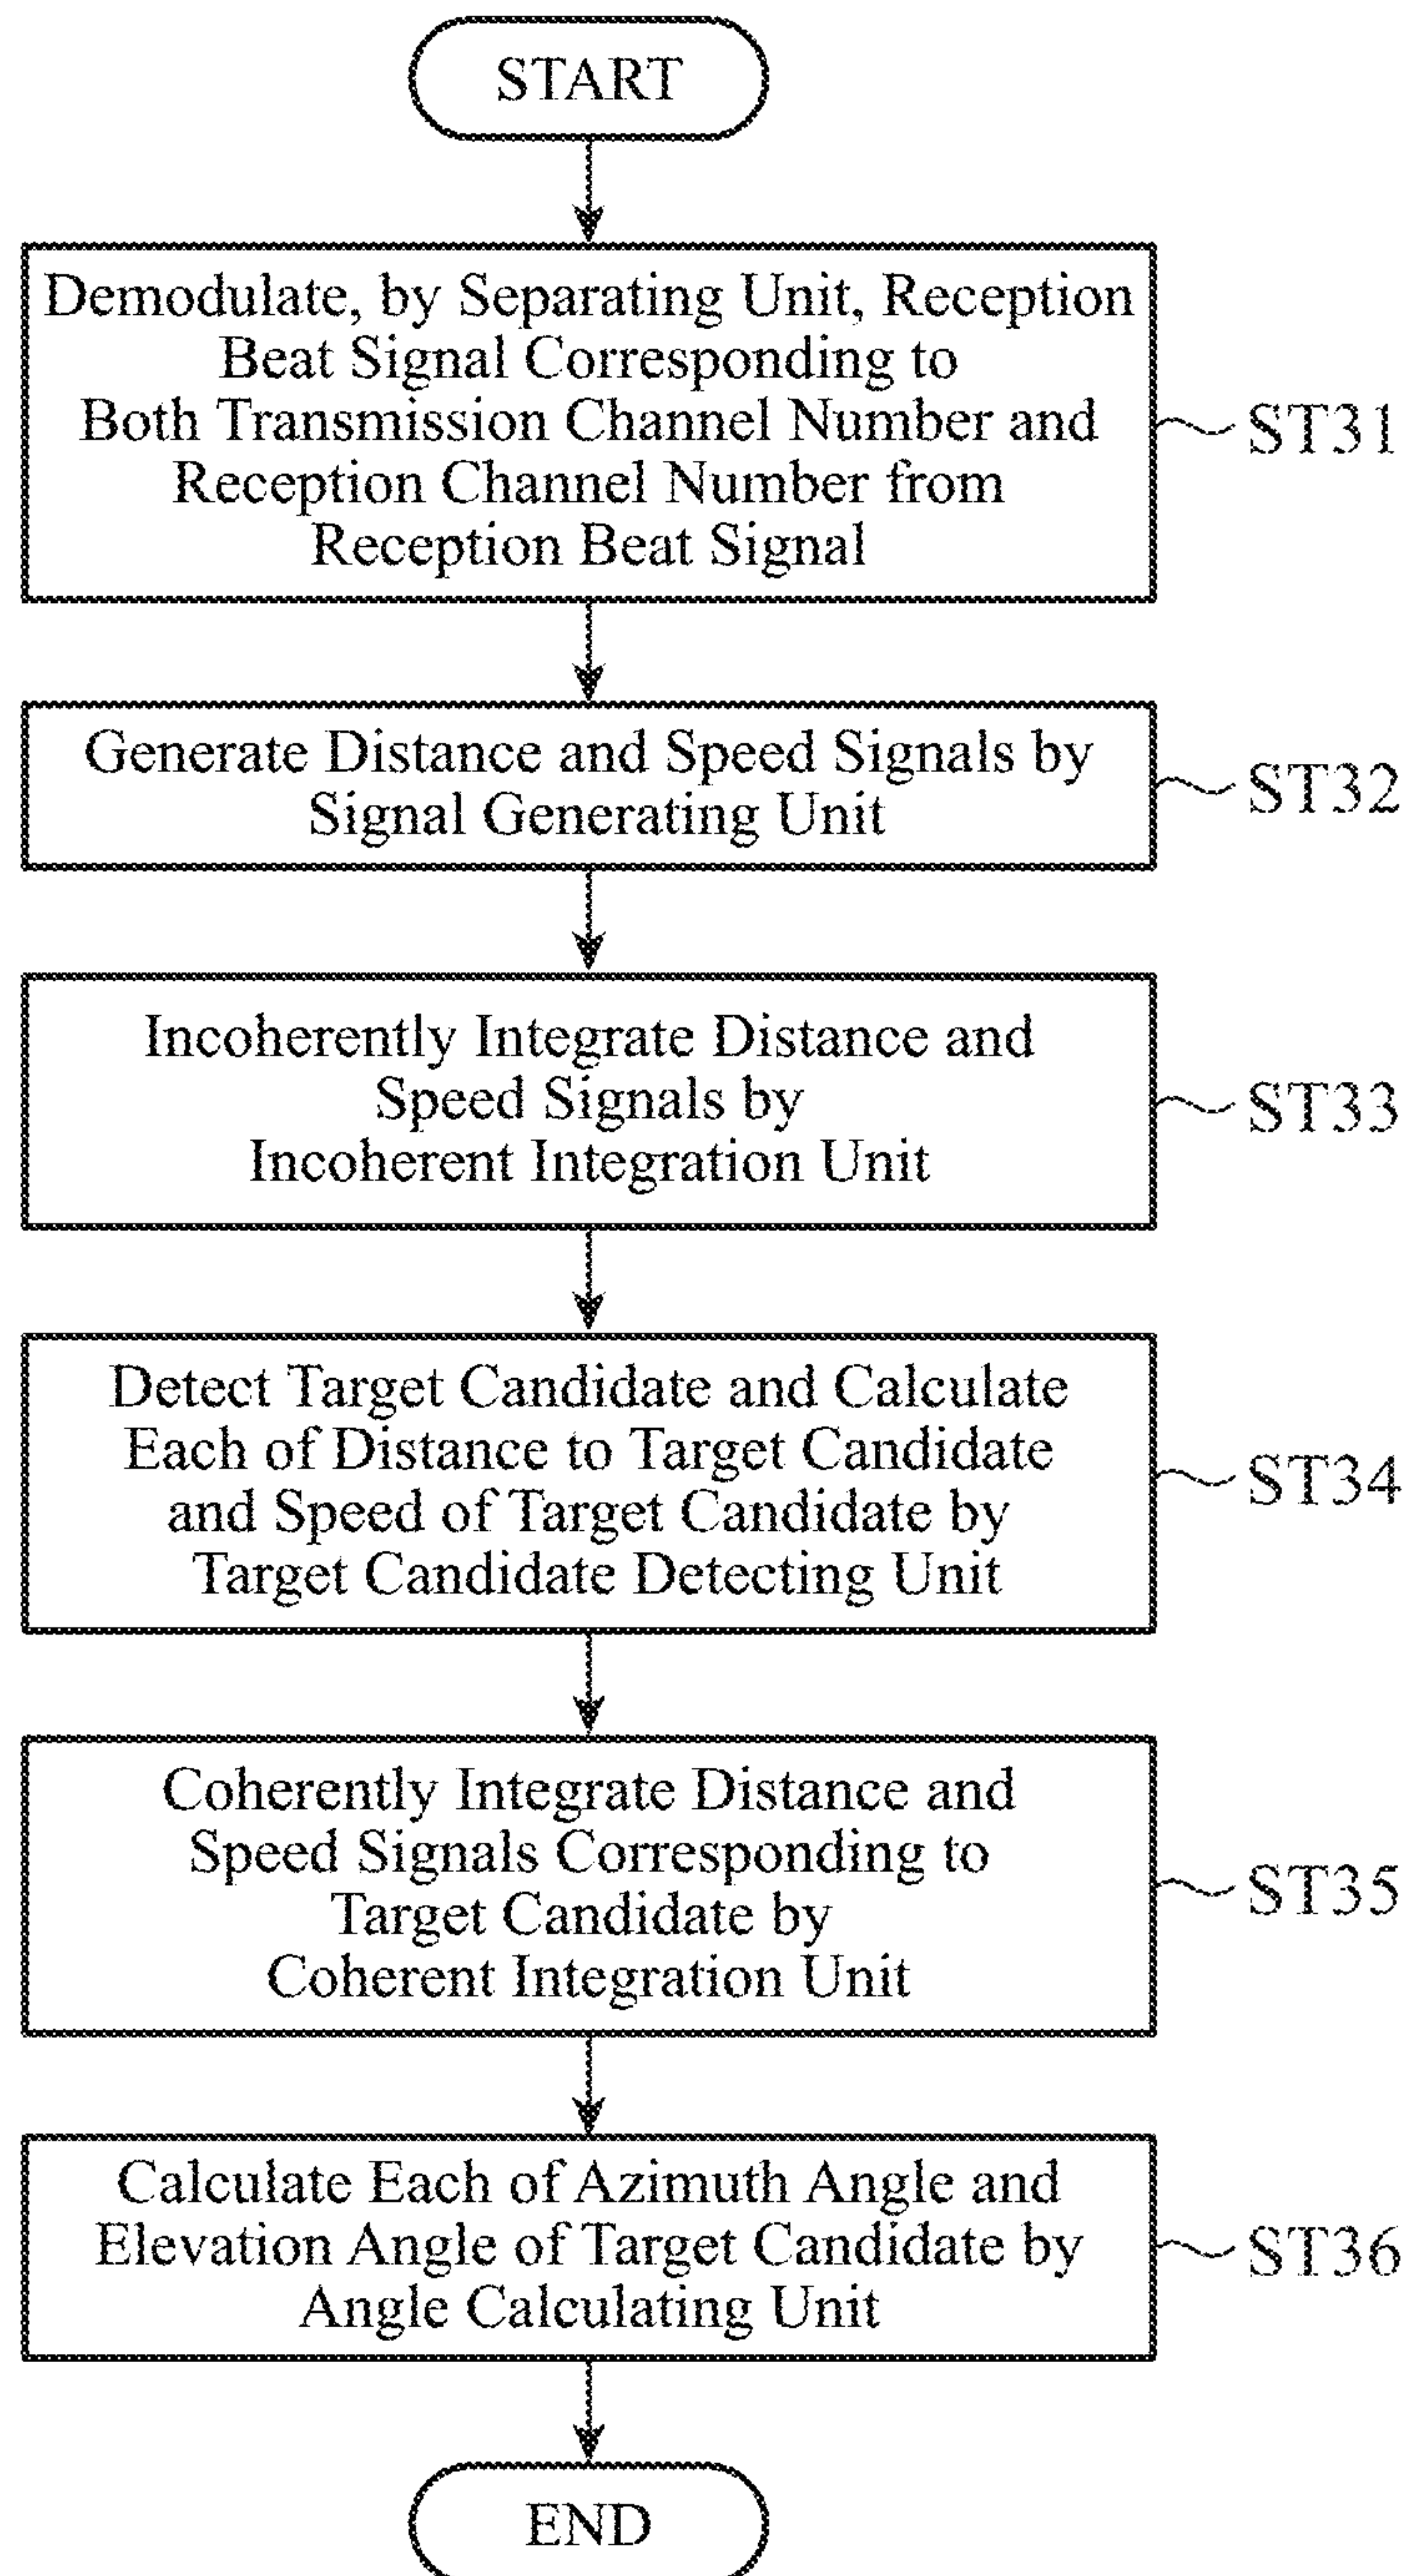 START
Demodulate, by Separating Unit, Reception
Beat Signal Corresponding to
Both Transmission Channel Number and
Reception Channel Number from
Reception Beat Signal
ST31
Generate Distance and Speed Signals by
Signal Generating Unit
ST32
Incoherently Integrate Distance and
Speed Signals by
Incoherent Integration Unit
ST33
Detect Target Candidate and Calculate
Each of Distance to Target Candidate
and Speed of Target Candidate by
Target Candidate Detecting Unit
ST34
Coherently Integrate Distance and
Speed Signals Corresponding to
Target Candidate by
Coherent Integration Unit
ST35
Calculate Each of Azimuth Angle and
Elevation Angle of Target Candidate by
Angle Calculating Unit
ST36
END